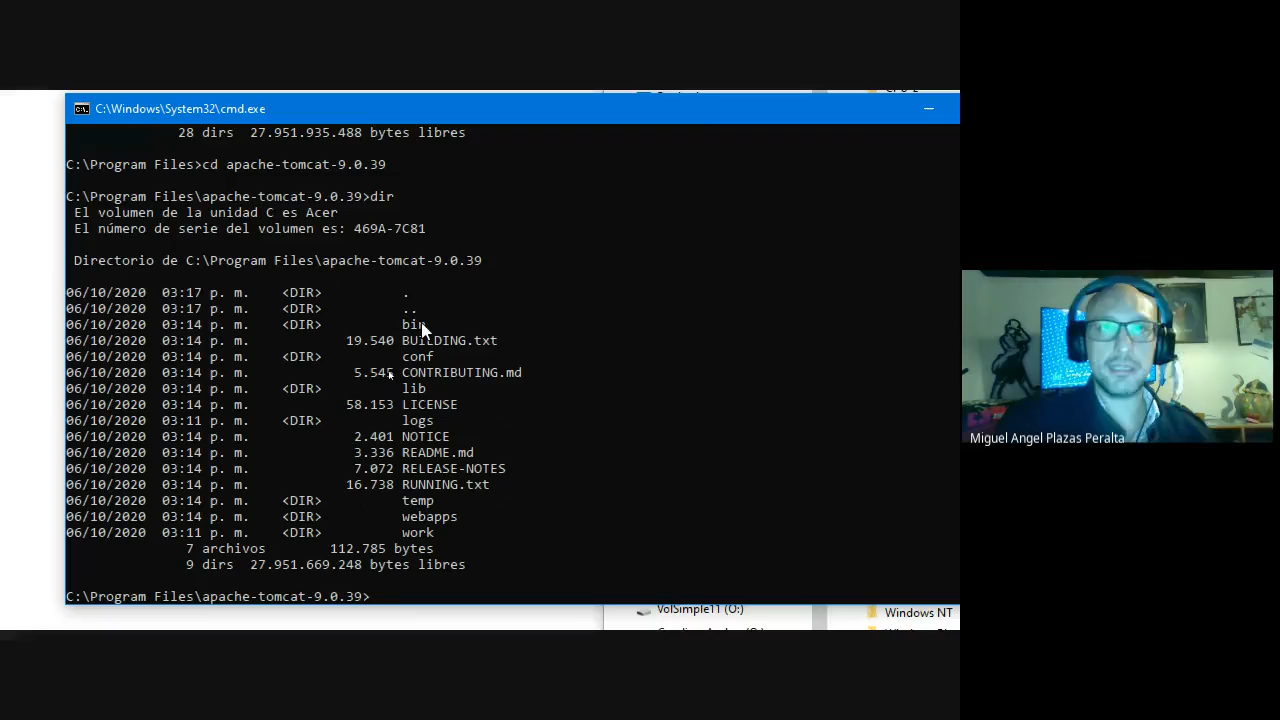 C:\Windows\System32\cmd.exe
28 dirs  27.951.935.488 bytes libres
C:\Program Files>cd apache-tomcat-9.0.39
C:\Program Files\apache-tomcat-9.0.39>dir
El volumen de la unidad C es Acer
El número de serie del volumen es: 469A-7C81
Directorio de C:\Program Files\apache-tomcat-9.0.39
06/10/2020  03:17 p. m.    <DIR>          .
06/10/2020  03:17 p. m.    <DIR>          ..
06/10/2020  03:14 p. m.    <DIR>          bin
06/10/2020  03:14 p. m.            19.540 BUILDING.txt
06/10/2020  03:14 p. m.    <DIR>          conf
06/10/2020  03:14 p. m.             5.545 CONTRIBUTING.md
06/10/2020  03:14 p. m.    <DIR>          lib
06/10/2020  03:14 p. m.            58.153 LICENSE
06/10/2020  03:11 p. m.    <DIR>          logs
06/10/2020  03:14 p. m.             2.401 NOTICE
06/10/2020  03:14 p. m.             3.336 README.md
06/10/2020  03:14 p. m.             7.072 RELEASE-NOTES
06/10/2020  03:14 p. m.            16.738 RUNNING.txt
06/10/2020  03:14 p. m.    <DIR>          temp
06/10/2020  03:14 p. m.    <DIR>          webapps
06/10/2020  03:11 p. m.    <DIR>          work
7 archivos        112.785 bytes
9 dirs  27.951.669.248 bytes libres
C:\Program Files\apache-tomcat-9.0.39>
VolSimple11 (O:)
Windows NT
Miguel Angel Plazas Peralta